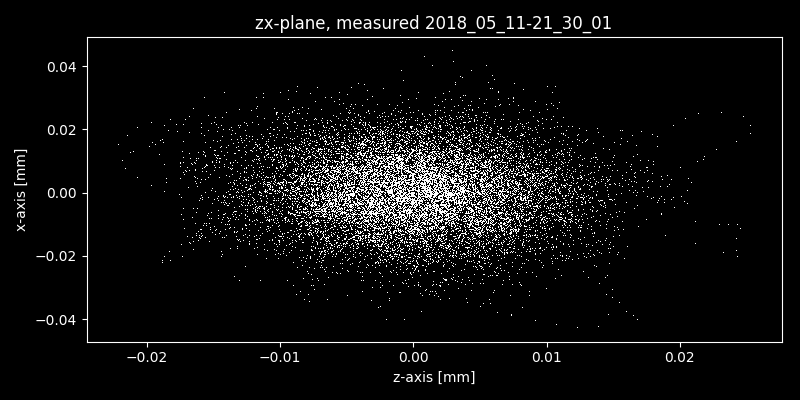 zx-plane, measured 2018_05_11-21_30_01
0.04
0.02
0.00
−0.02
−0.04
x-axis [mm]
−0.02 −0.01 0.00 0.01 0.02
z-axis [mm]